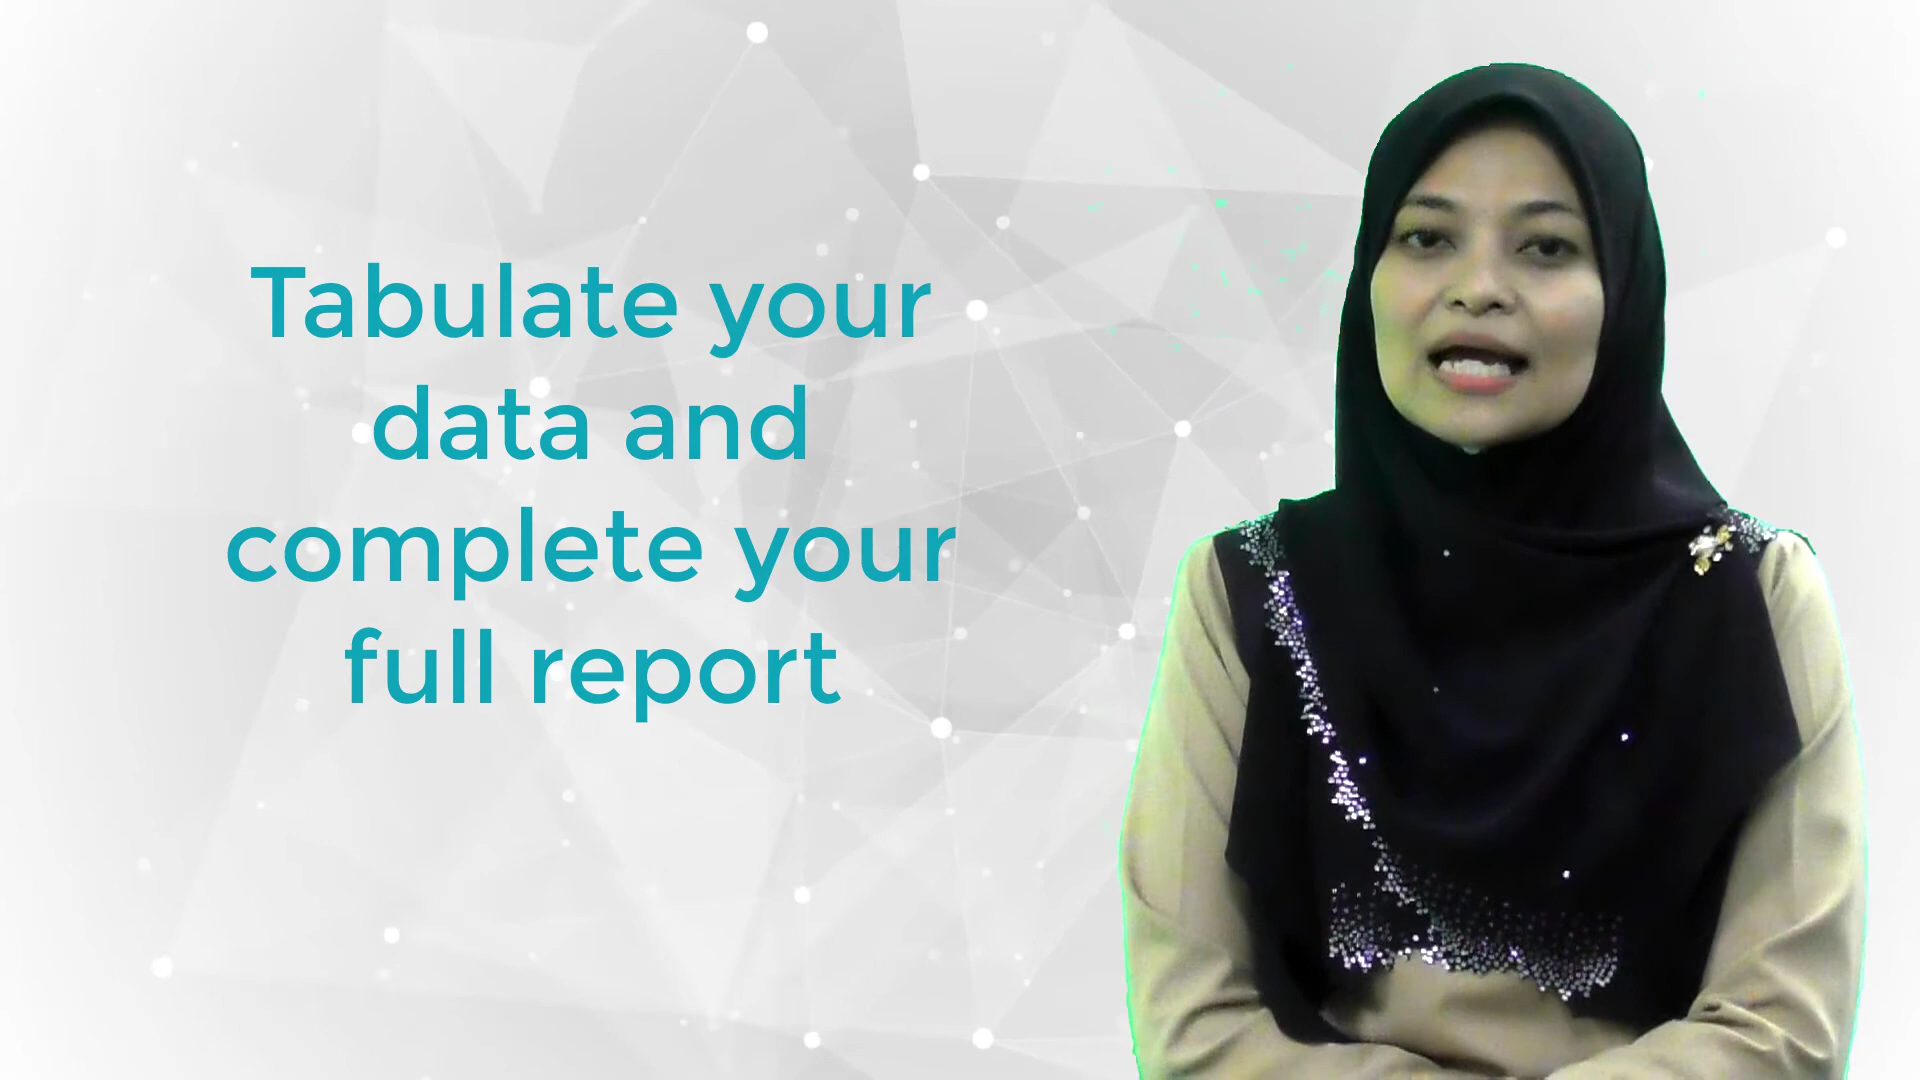 Tabulate your
data and
complete your
full report